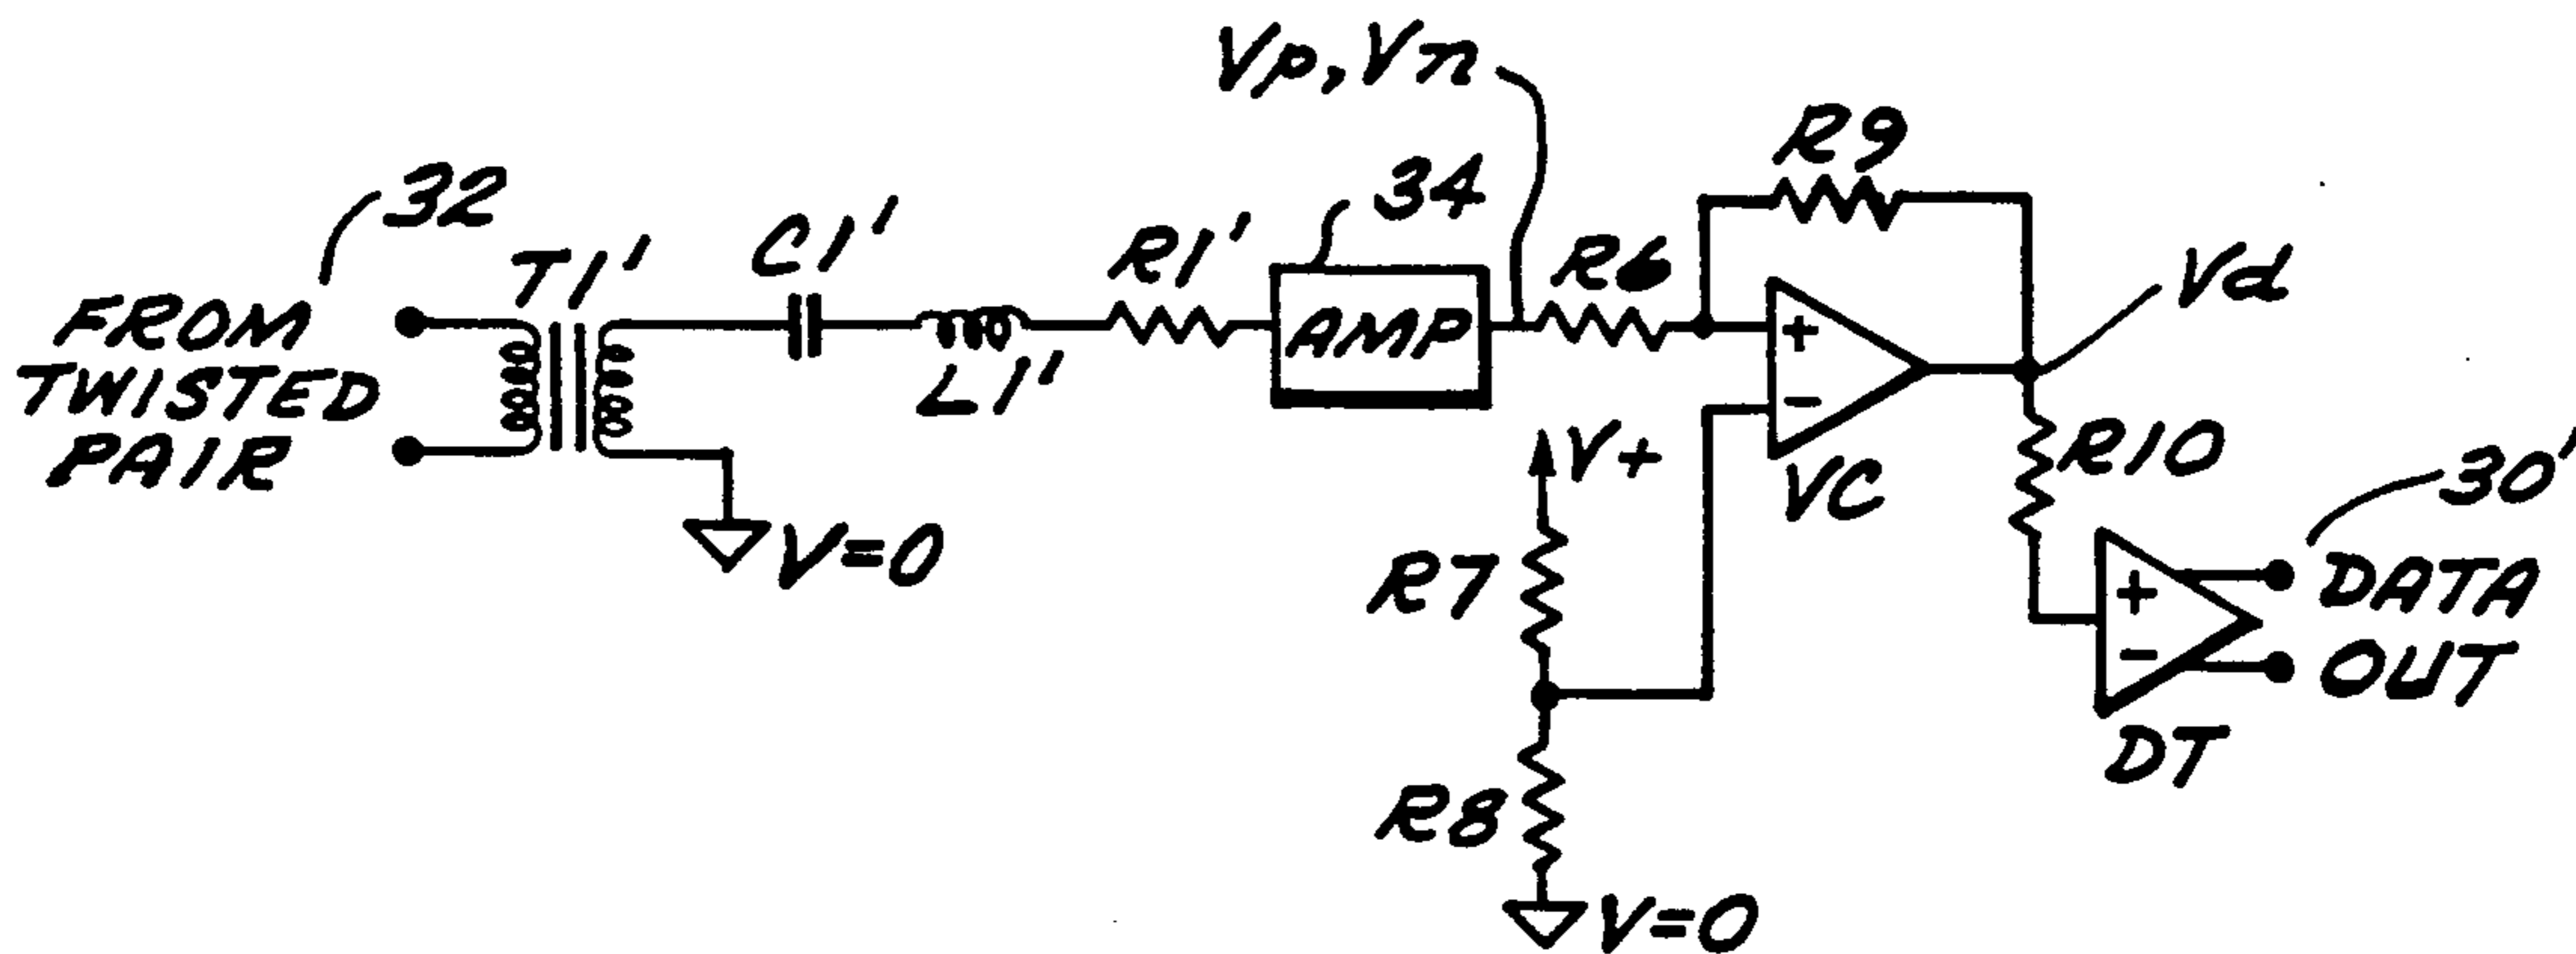 Vp, Vn
R9
32
34
T1'
C1'
R1'
R6
Vd
FROM
TWISTED
PAIR
L1'
AMP
+
-
V+
VC
R10
30'
V=0
R7
+
-
DATA
OUT
DT
R8
V=0